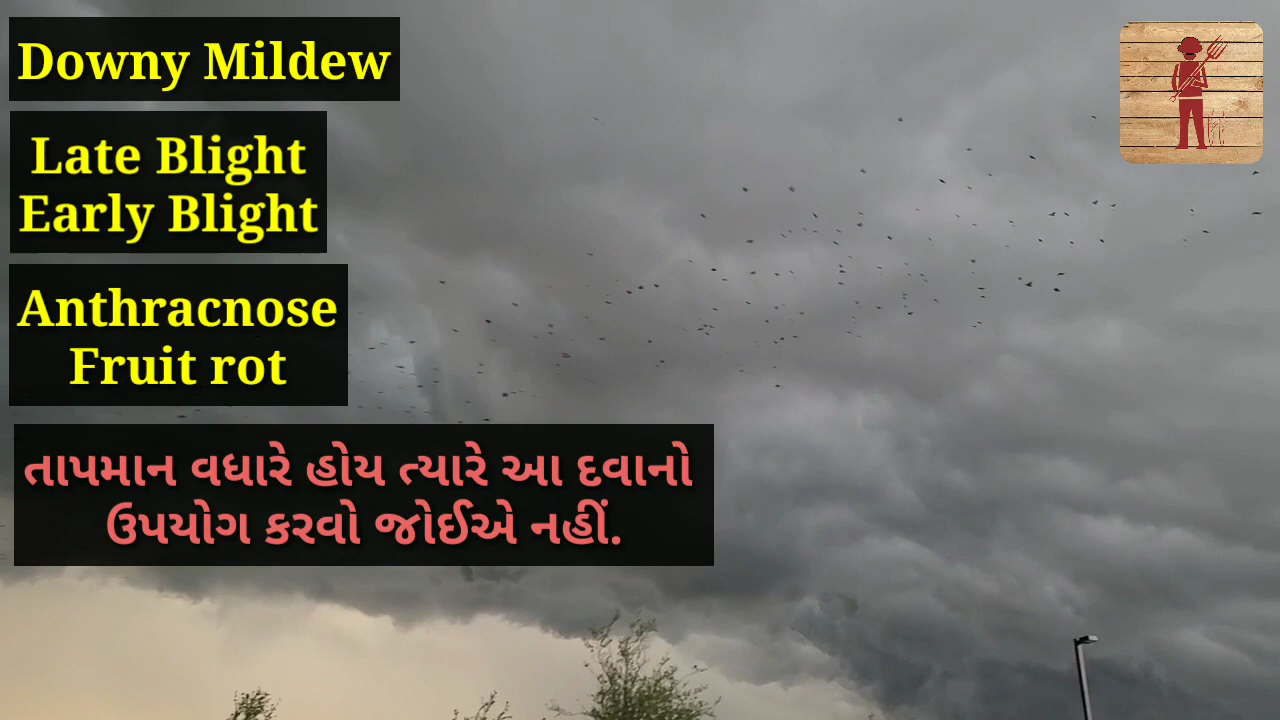 Downy Mildew
Late Blight
Early Blight
Anthracnose
Fruit rot
તાપમાન વધારે હોય ત્યારે આ દવાનો
ઉપયોગ કરવો જોઈએ નહીં.